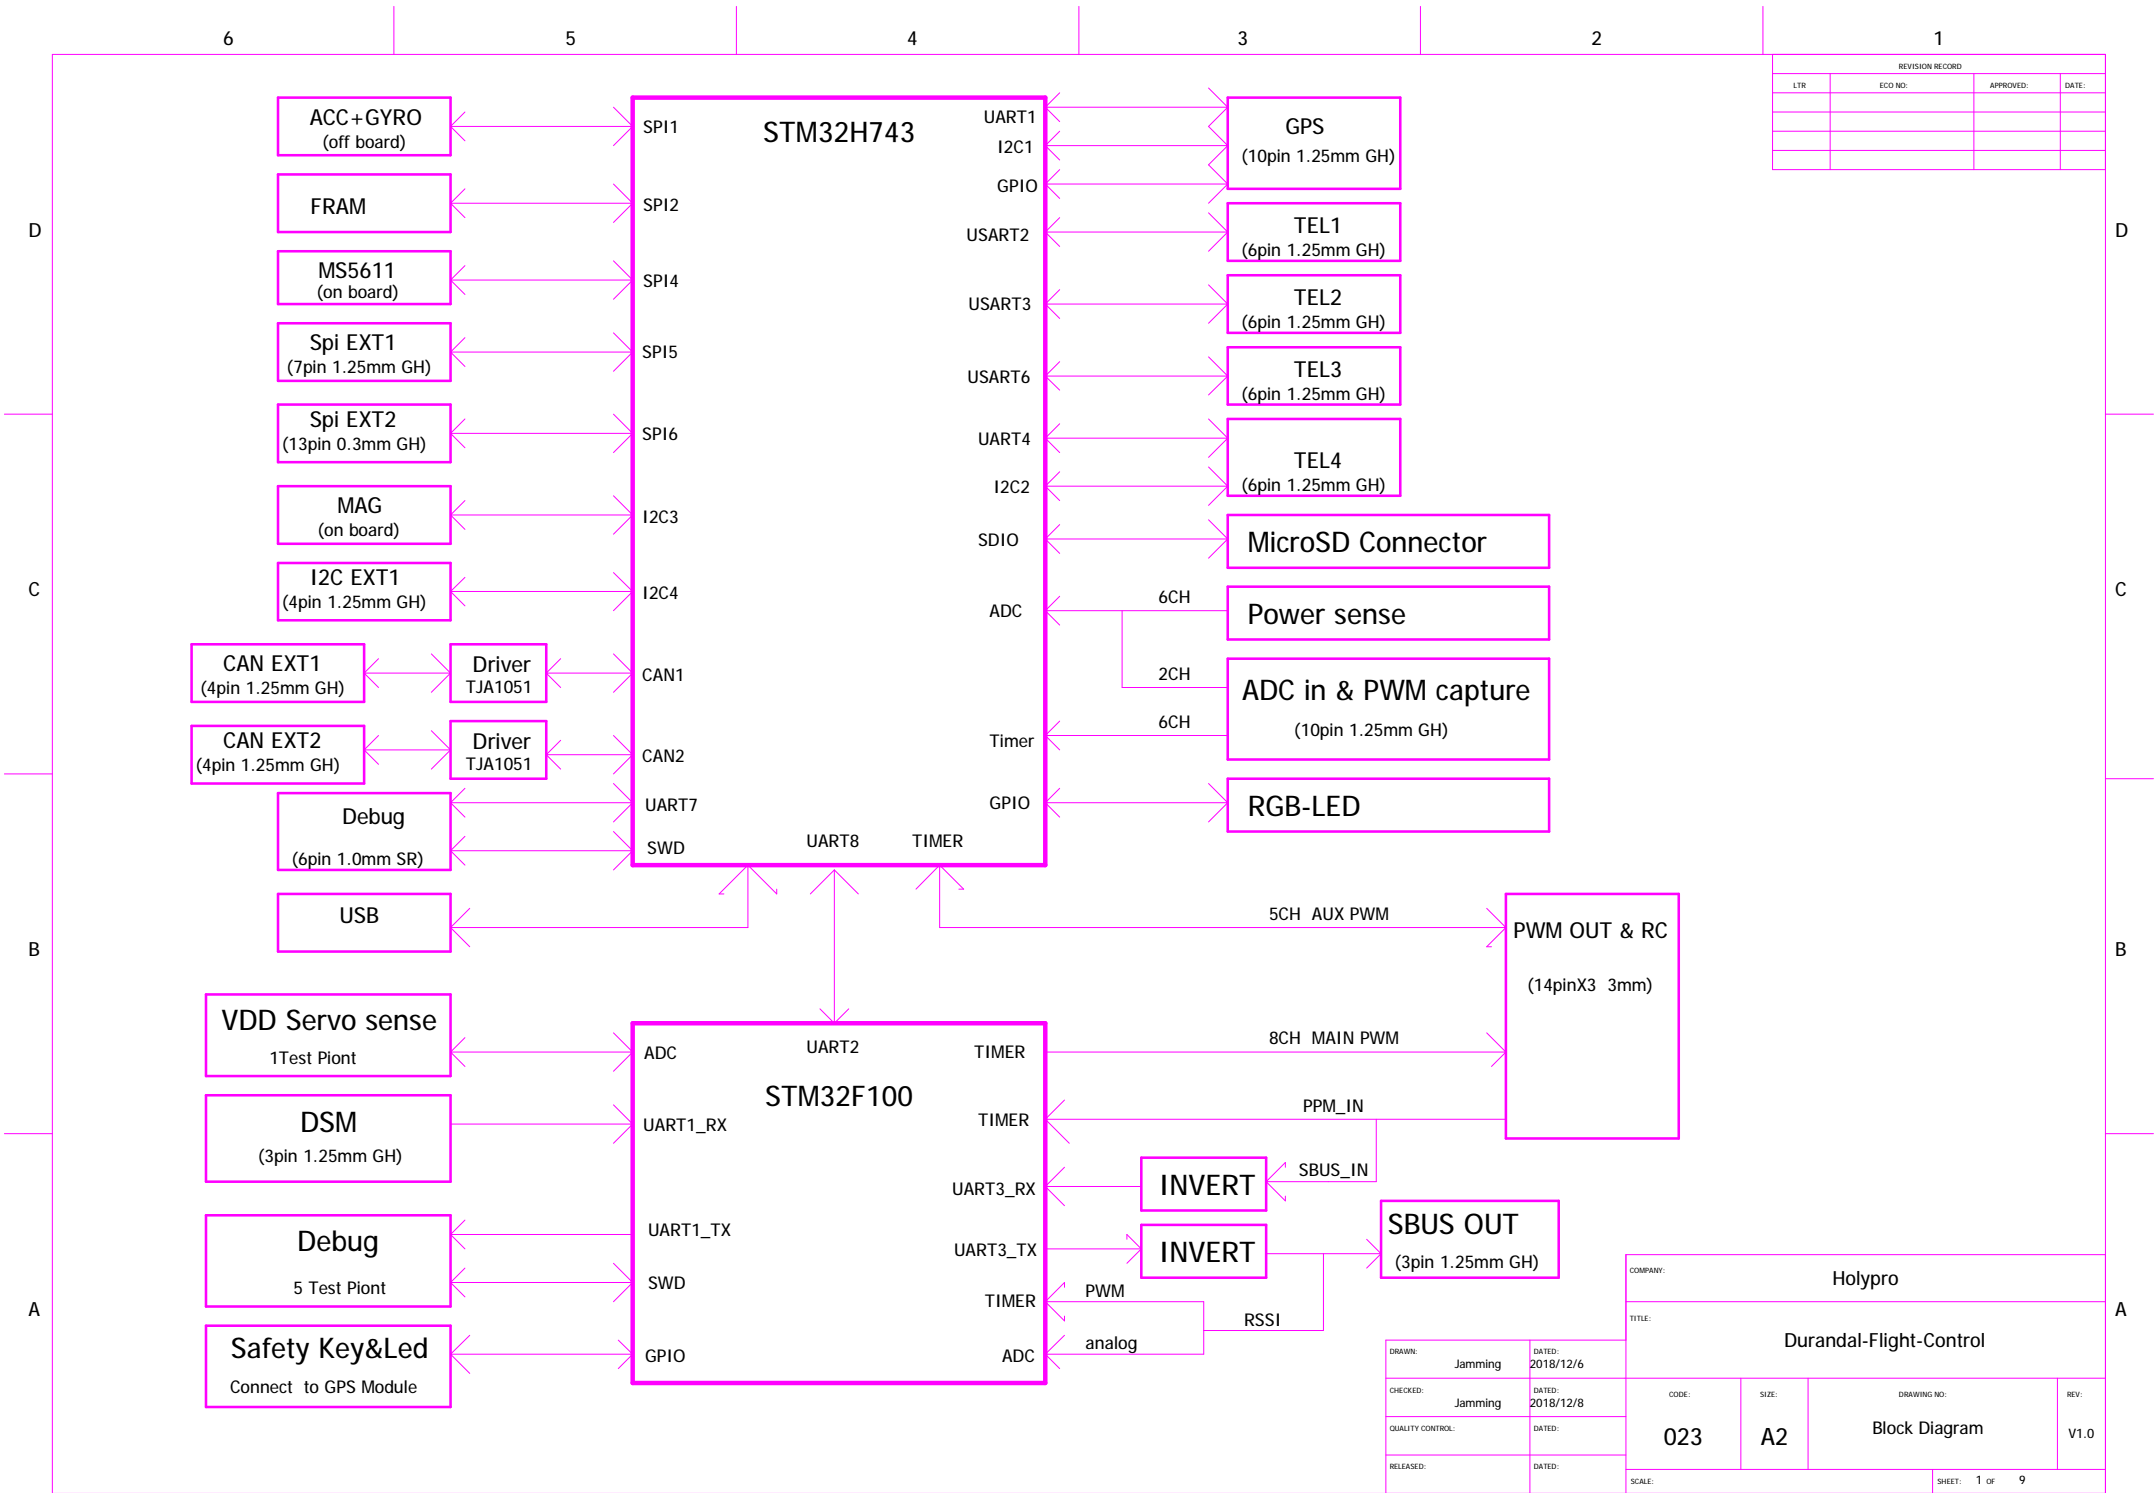 6 5 4 3 2 1
REVISION RECORD
LTR ECO NO: APPROVED: DATE:
D D
C C
B B
A A
ACC+GYRO
(off board)
FRAM
MS5611
(on board)
Spi EXT1
(7pin 1.25mm GH)
Spi EXT2
(13pin 0.3mm GH)
MAG
(on board)
I2C EXT1
(4pin 1.25mm GH)
CAN EXT1
(4pin 1.25mm GH)
Driver
TJA1051
CAN EXT2
(4pin 1.25mm GH)
Driver
TJA1051
Debug
(6pin 1.0mm SR)
USB
STM32H743
SPI1
SPI2
SPI4
SPI5
SPI6
I2C3
I2C4
CAN1
CAN2
UART7
SWD
UART8 TIMER
UART1
I2C1
GPIO
USART2
USART3
USART6
UART4
I2C2
SDIO
ADC
Timer
GPIO
GPS
(10pin 1.25mm GH)
TEL1
(6pin 1.25mm GH)
TEL2
(6pin 1.25mm GH)
TEL3
(6pin 1.25mm GH)
TEL4
(6pin 1.25mm GH)
MicroSD Connector
6CH
Power sense
2CH
ADC in & PWM capture
6CH
(10pin 1.25mm GH)
RGB-LED
5CH AUX PWM
PWM OUT & RC
(14pinX3 3mm)
8CH MAIN PWM
PPM_IN
SBUS_IN
VDD Servo sense
1Test Piont
DSM
(3pin 1.25mm GH)
Debug
5 Test Piont
Safety Key&Led
Connect to GPS Module
STM32F100
UART2
ADC
UART1_RX
UART1_TX
SWD
GPIO
TIMER
TIMER
UART3_RX
UART3_TX
TIMER
ADC
INVERT
INVERT
SBUS OUT
(3pin 1.25mm GH)
PWM
RSSI
analog
COMPANY:
Holypro
TITLE:
Durandal-Flight-Control
DRAWN: Jamming DATED: 2018/12/6
CHECKED: Jamming DATED: 2018/12/8
QUALITY CONTROL: DATED:
RELEASED: DATED:
CODE: 023
SIZE: A2
DRAWING NO: Block Diagram
REV: V1.0
SCALE:
SHEET: 1 OF 9